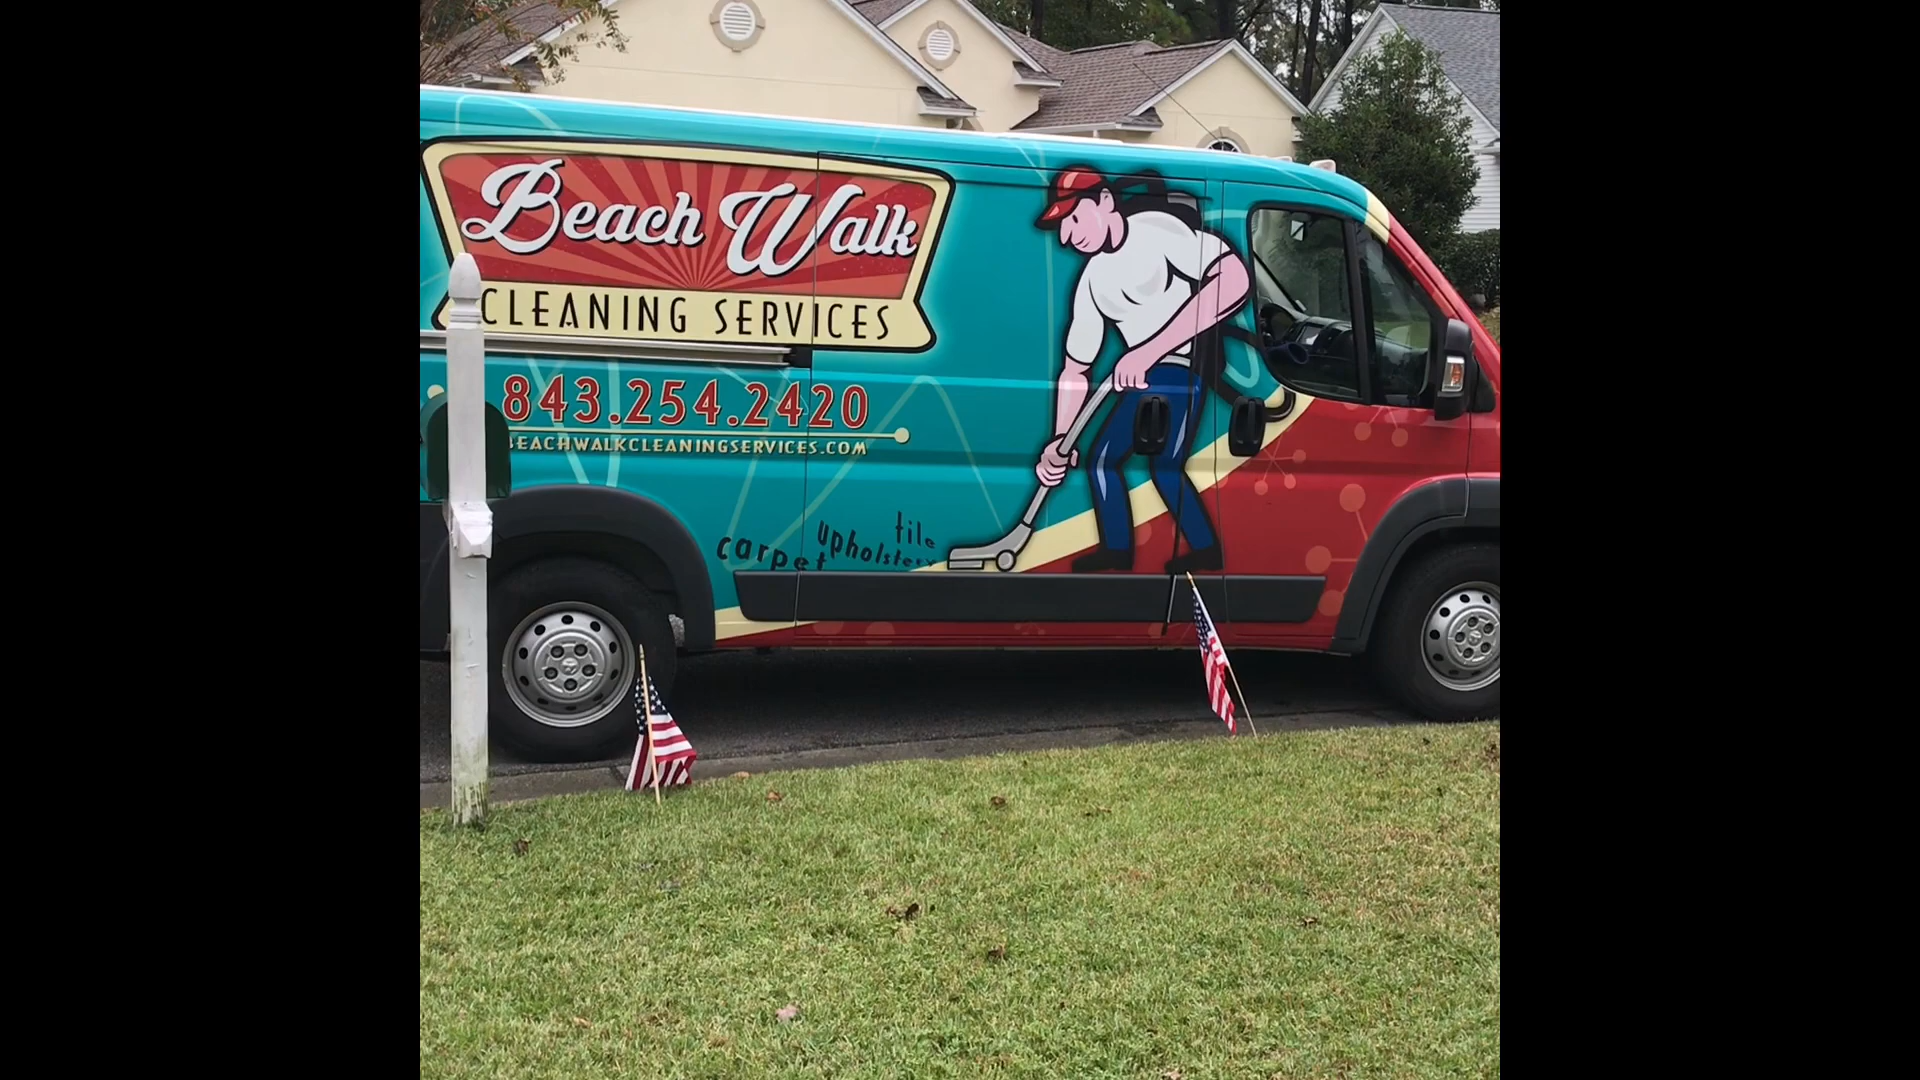 Beach Walk
CLEANING SERVICES
843.254.2420
BEACHWALKCLEANINGSERVICES.COM
carpet upholstery tile